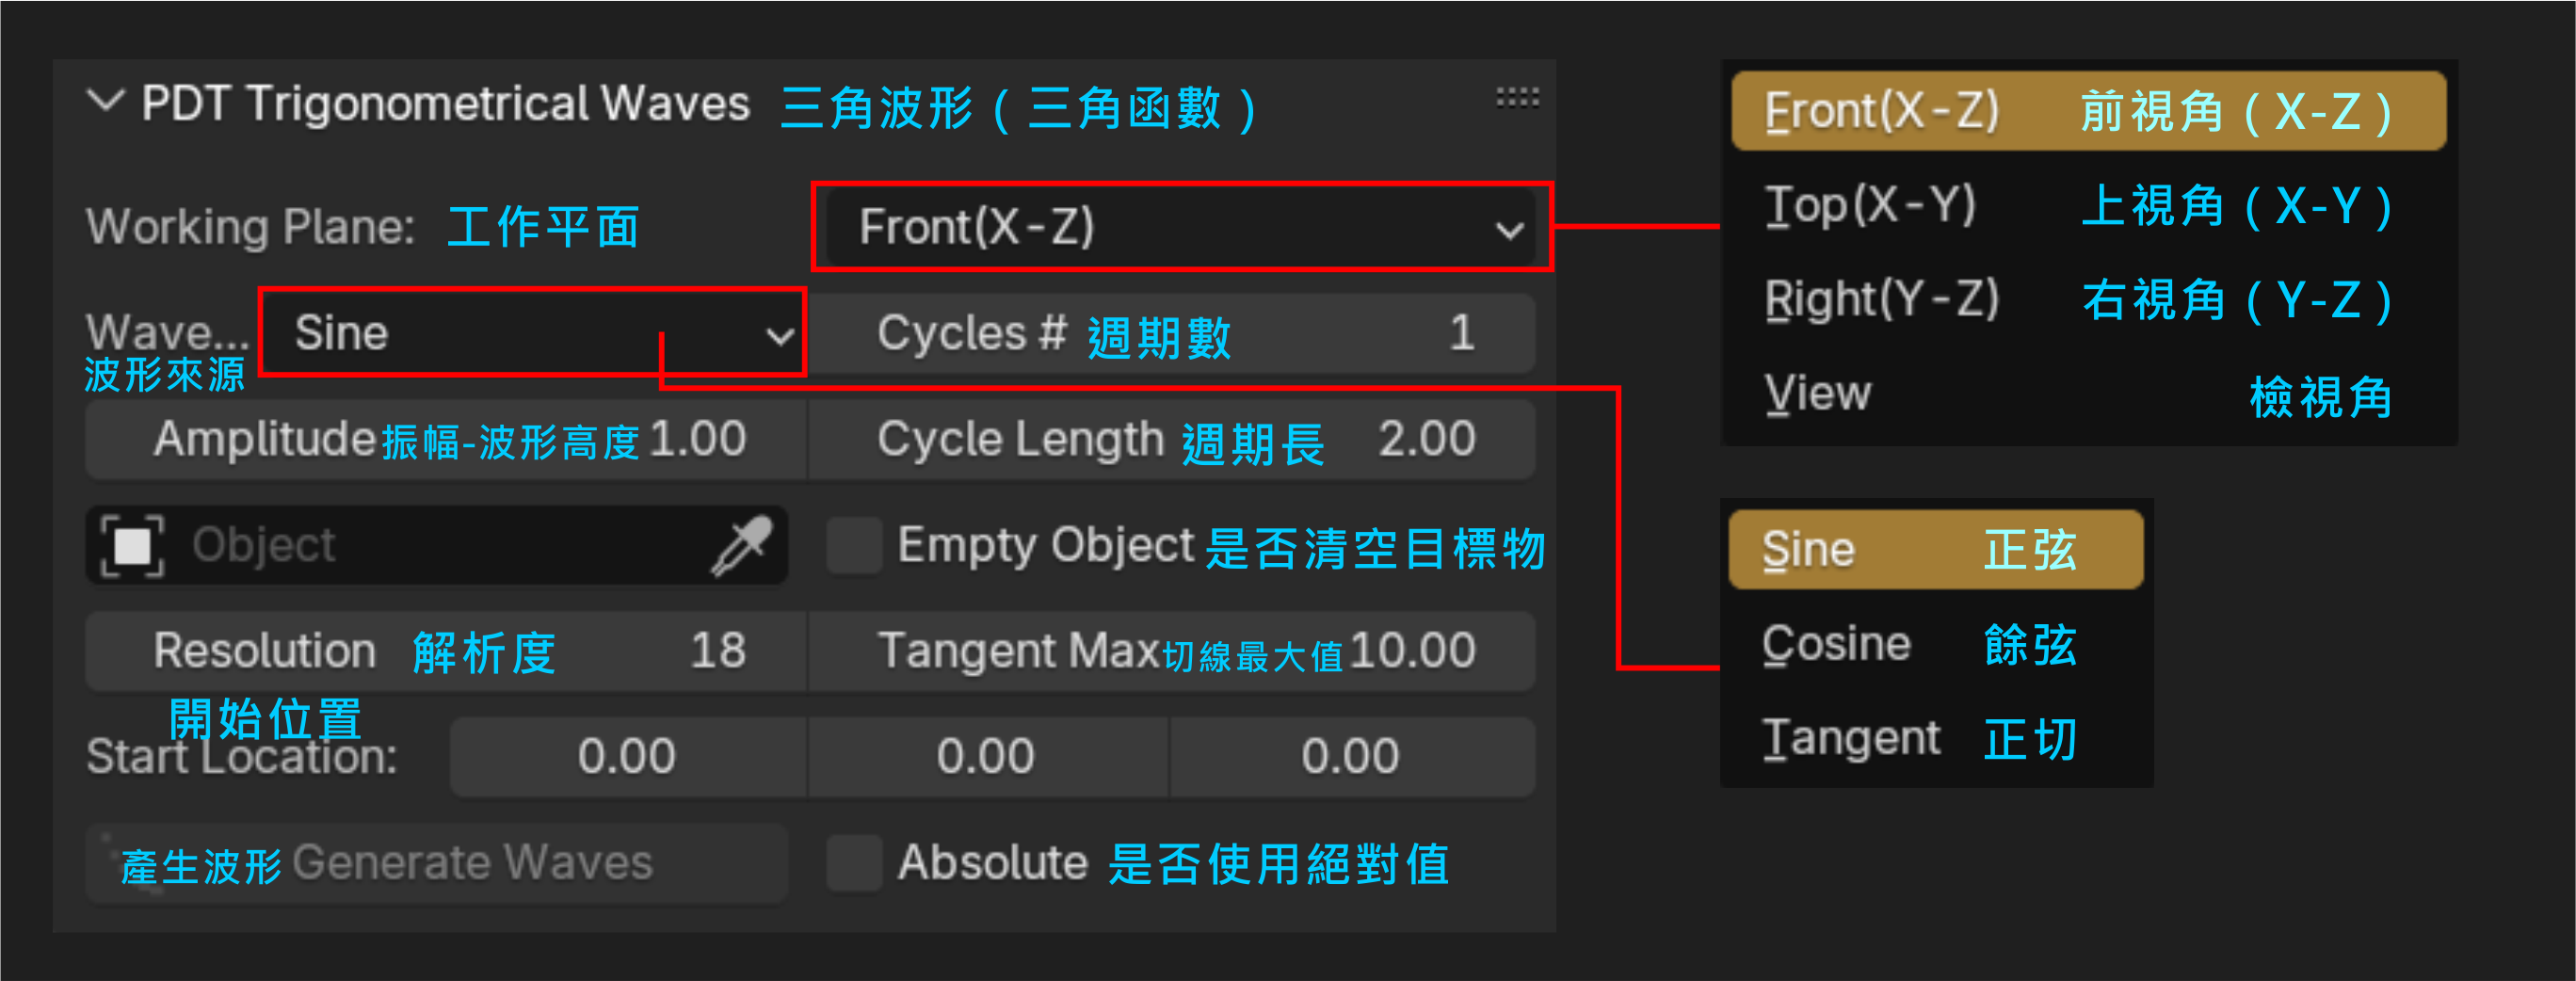 PDT Trigonometrical Waves 三角波形（三角函數）
Working Plane: 工作平面 Front(X-Z)
Wave... Sine Cycles # 週期數 1
波形來源
Amplitude 振幅-波形高度 1.00 Cycle Length 週期長 2.00
Object Empty Object 是否清空目標物
Resolution 解析度 18 Tangent Max 切線最大值 10.00
開始位置
Start Location: 0.00 0.00 0.00
產生波形 Generate Waves Absolute 是否使用絕對值
Front(X-Z) 前視角（X-Z）
Top(X-Y) 上視角（X-Y）
Right(Y-Z) 右視角（Y-Z）
View 檢視角
Sine 正弦
Cosine 餘弦
Tangent 正切